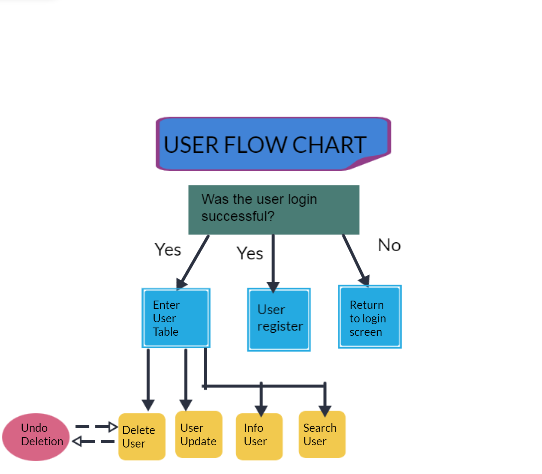 USER FLOW CHART
Was the user login
successful?
Yes
Yes
No
Enter
User
Table
User
register
Return
to login
screen
Undo
Deletion
Delete
User
User
Update
Info
User
Search
User